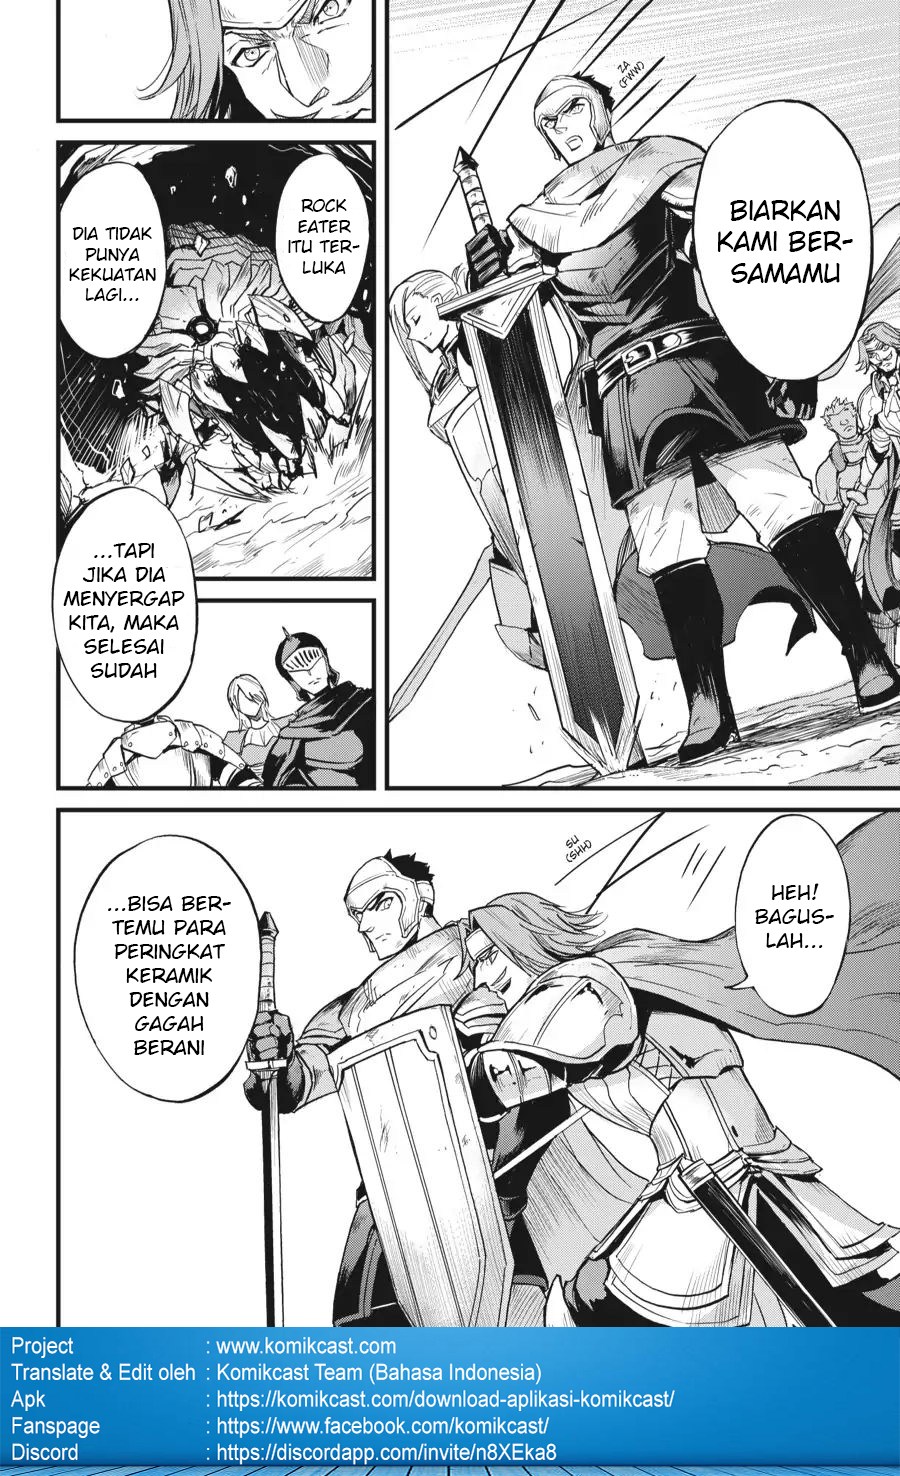 ZA
(FWW)
BIARKAN
KAMI BER-
SAMAMU
ROCK
EATER
ITU TER-
LUKA
DIA TIDAK
PUNYA
KEKUATAN
LAGI...
...TAPI
JIKA DIA
MENYERGAP
KITA, MAKA
SELESAI
SUDAH
SU
(SHH)
HEH!
BAGUS-
LAH...
...BISA BER-
TEMU PARA
PERINGKAT
KERAMIK
DENGAN
GAGAH
BERANI
Project : www.komikcast.com
Translate & Edit oleh : Komikcast Team (Bahasa Indonesia)
Apk : https://komikcast.com/download-aplikasi-komikcast/
Fanspage : https://www.facebook.com/komikcast/
Discord : https://discordapp.com/invite/n8XEka8